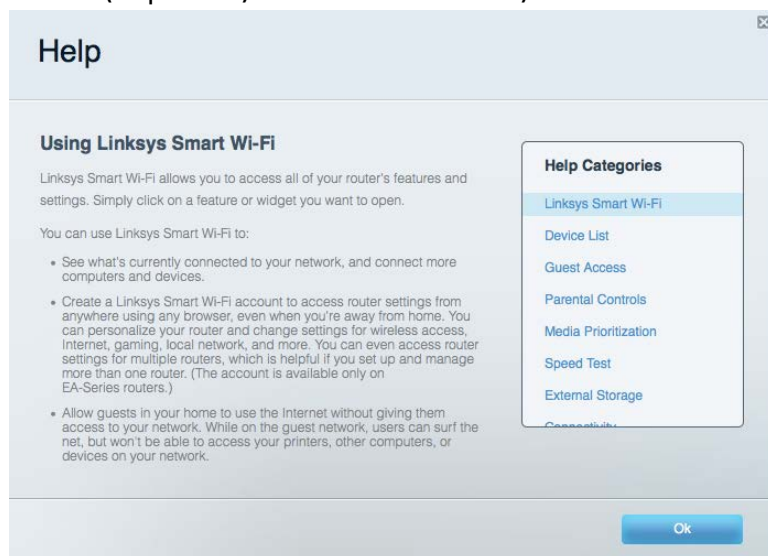 Help
Using Linksys Smart Wi-Fi
Linksys Smart Wi-Fi allows you to access all of your router's features and
settings. Simply click on a feature or widget you want to open.
You can use Linksys Smart Wi-Fi to:
• See what's currently connected to your network, and connect more
computers and devices.
• Create a Linksys Smart Wi-Fi account to access router settings from
anywhere using any browser, even when you're away from home. You
can personalize your router and change settings for wireless access,
Internet, gaming, local network, and more. You can even access router
settings for multiple routers, which is helpful if you set up and manage
more than one router. (The account is available only on
EA-Series routers.)
• Allow guests in your home to use the Internet without giving them
access to your network. While on the guest network, users can surf the
net, but won't be able to access your printers, other computers, or
devices on your network.
Help Categories
Linksys Smart Wi-Fi
Device List
Guest Access
Parental Controls
Media Prioritization
Speed Test
External Storage
Connectivity
Ok